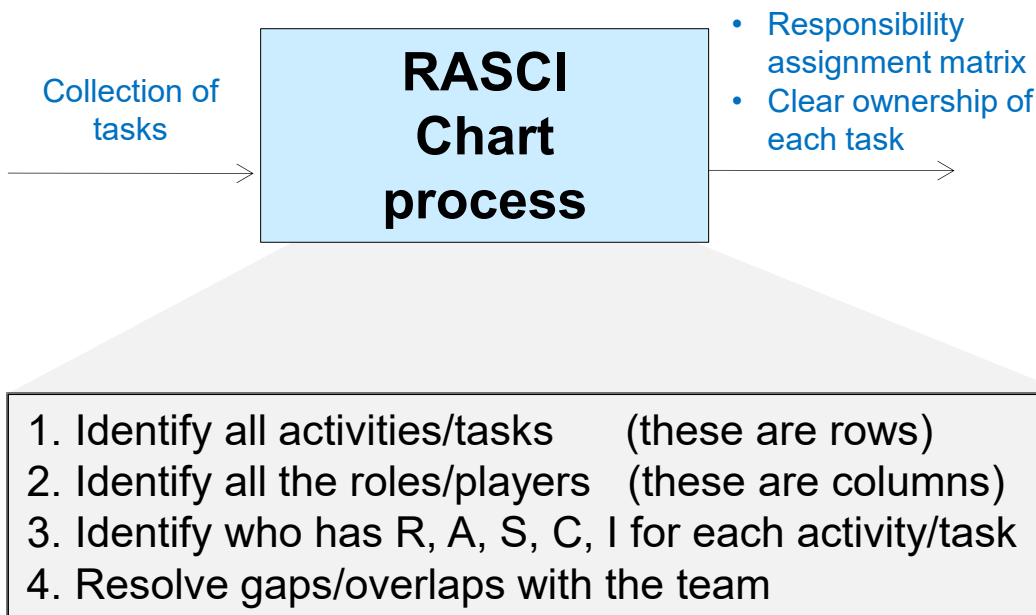 Collection of
tasks
RASCI
Chart
process
• Responsibility
assignment matrix
• Clear ownership of
each task
1. Identify all activities/tasks (these are rows)
2. Identify all the roles/players (these are columns)
3. Identify who has R, A, S, C, I for each activity/task
4. Resolve gaps/overlaps with the team